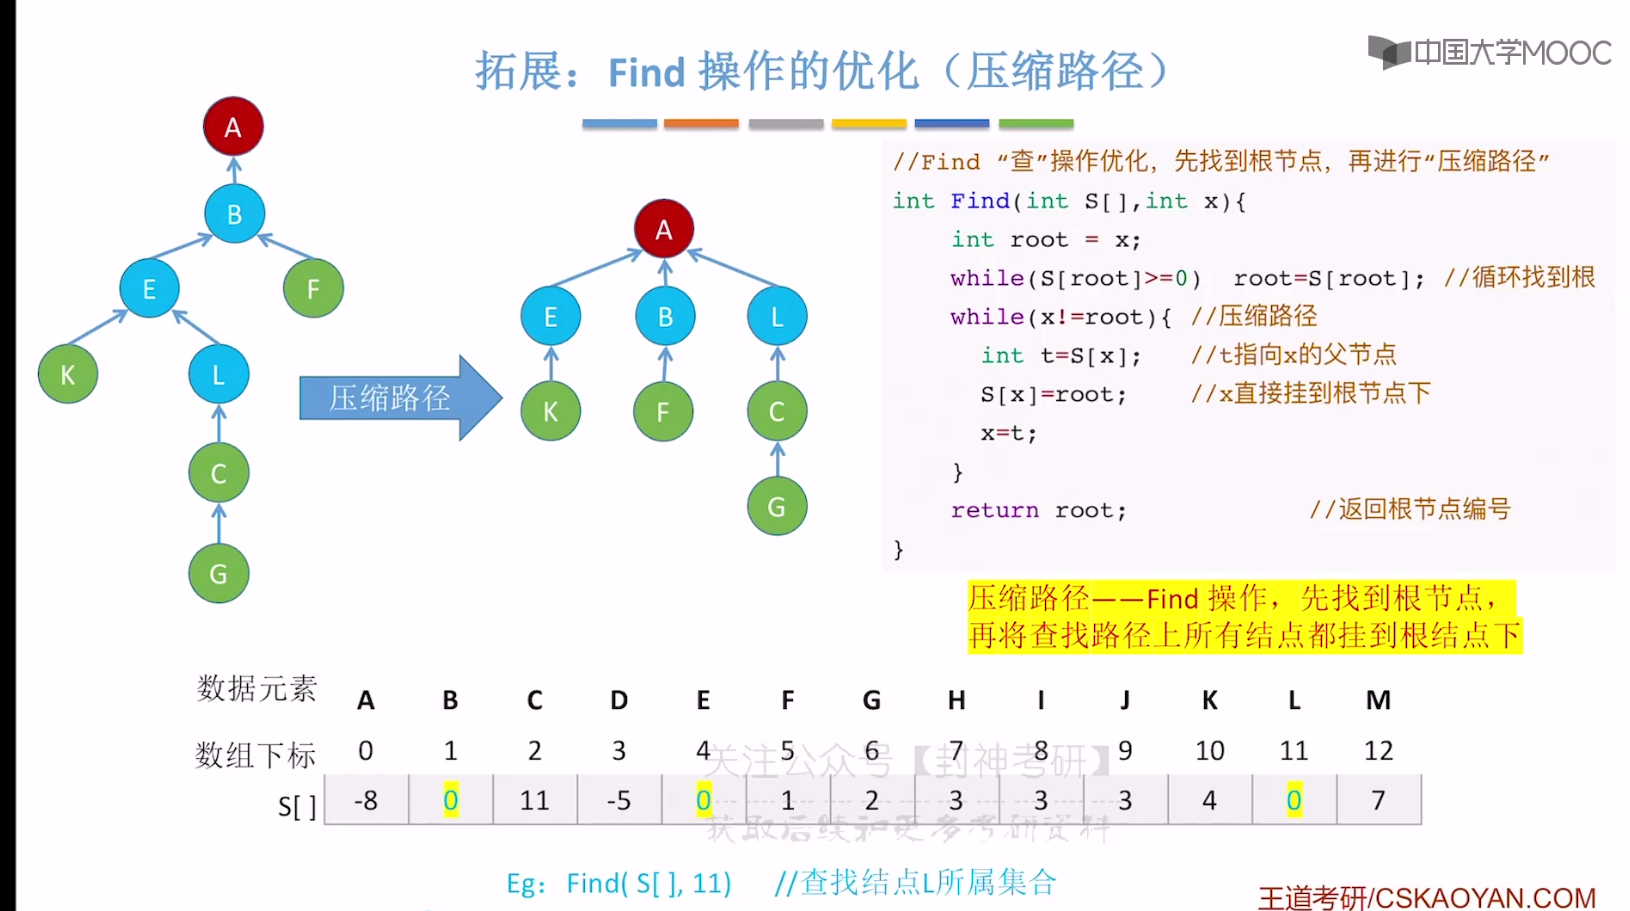 中国大学MOOC
拓展：Find 操作的优化（压缩路径）
A
B
E
F
K
L
C
G
压缩路径
A
E
B
L
K
F
C
G
//Find “查”操作优化，先找到根节点，再进行“压缩路径”
int Find(int S[],int x){
int root = x;
while(S[root]>=0) root=S[root]; //循环找到根
while(x!=root){ //压缩路径
int t=S[x]; //t指向x的父节点
S[x]=root; //x直接挂到根节点下
x=t;
}
return root; //返回根节点编号
}
压缩路径——Find 操作，先找到根节点，
再将查找路径上所有结点都挂到根结点下
数据元素 A B C D E F G H I J K L M
数组下标 0 1 2 3 4 5 6 7 8 9 10 11 12
关注公众号【封神考研】
S[ ] -8 0 11 -5 0 1 2 3 3 3 4 0 7
获取后续和更多考研资料
Eg：Find( S[ ], 11) //查找结点L所属集合
王道考研/CSKAOYAN.COM